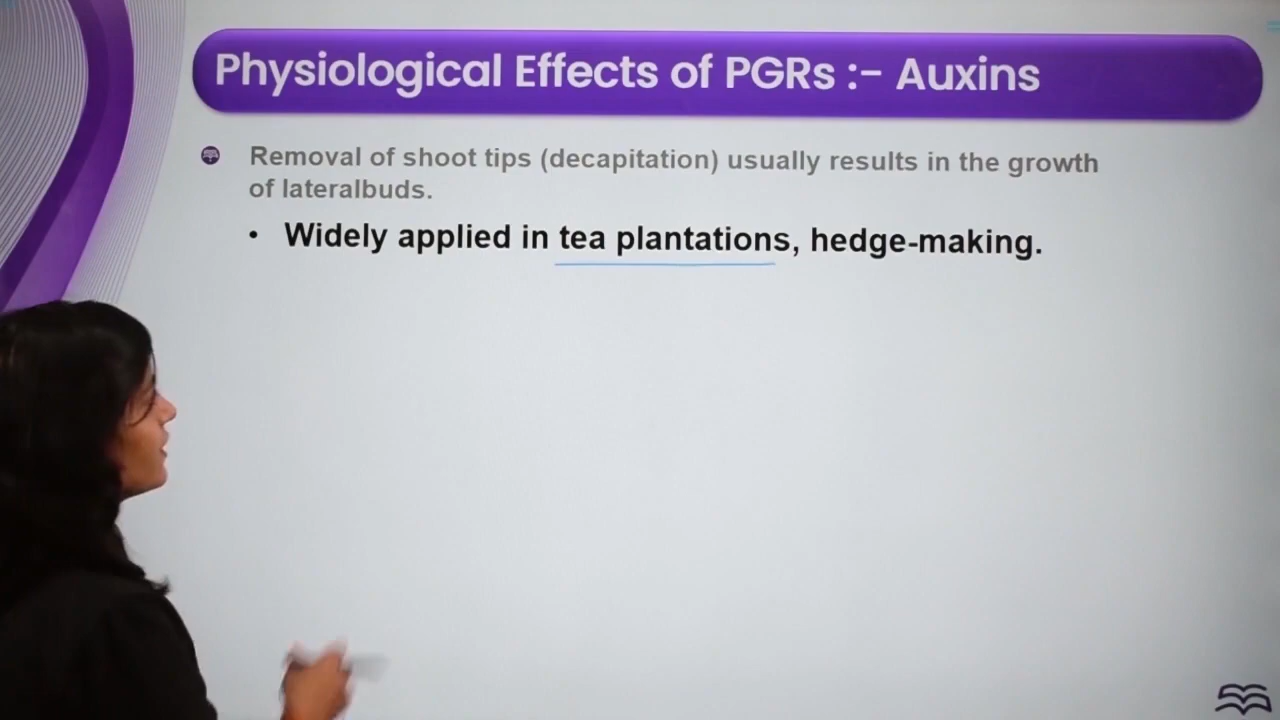 Physiological Effects of PGRs :- Auxins
Removal of shoot tips (decapitation) usually results in the growth
of lateralbuds.
• Widely applied in tea plantations, hedge-making.